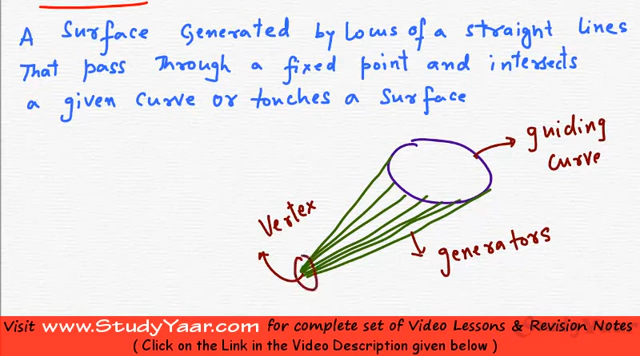 A Surface Generated by locus of a straight lines
That pass Through a fixed point and intersects
a given curve or touches a Surface
guiding
curve
Vertex
generators
Visit www.StudyYaar.com for complete set of Video Lessons & Revision Notes
( Click on the Link in the Video Description given below )